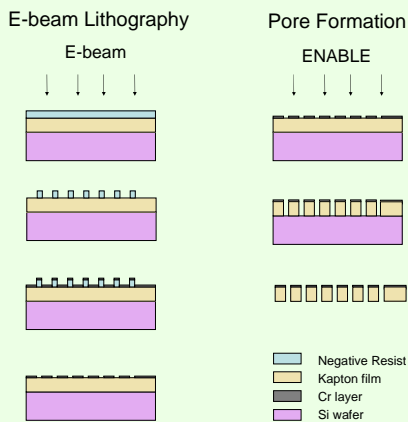 E-beam Lithography
E-beam
Pore Formation
ENABLE
Negative Resist
Kapton film
Cr layer
Si wafer